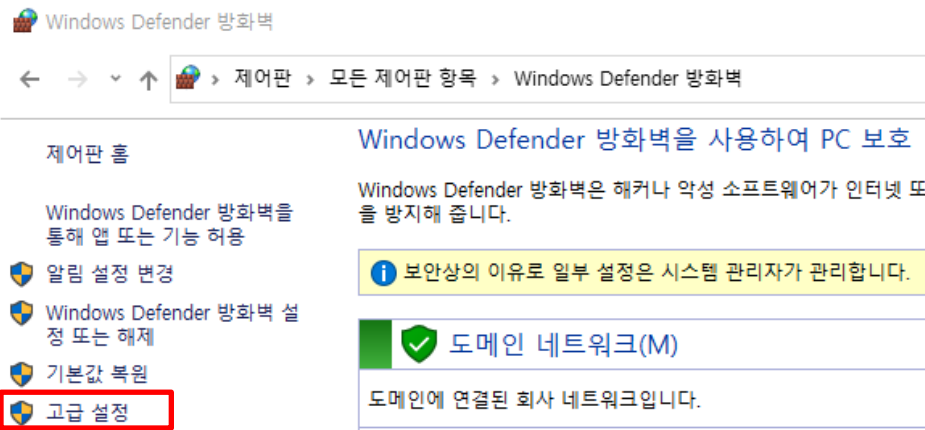 Windows Defender 방화벽
제어판 › 모든 제어판 항목 › Windows Defender 방화벽
제어판 홈
Windows Defender 방화벽을
통해 앱 또는 기능 허용
알림 설정 변경
Windows Defender 방화벽 설
정 또는 해제
기본값 복원
고급 설정
Windows Defender 방화벽을 사용하여 PC 보호
Windows Defender 방화벽은 해커나 악성 소프트웨어가 인터넷 또
을 방지해 줍니다.
보안상의 이유로 일부 설정은 시스템 관리자가 관리합니다.
도메인 네트워크(M)
도메인에 연결된 회사 네트워크입니다.